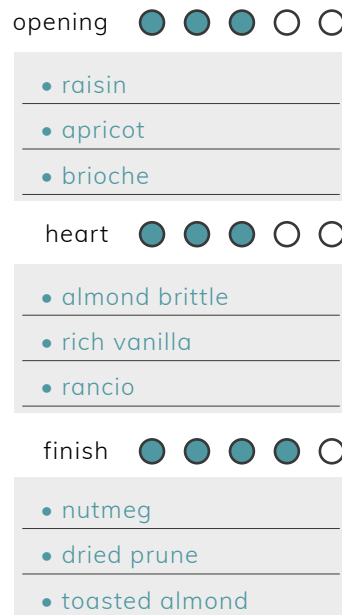 opening
• raisin
• apricot
• brioche
heart
• almond brittle
• rich vanilla
• rancio
finish
• nutmeg
• dried prune
• toasted almond